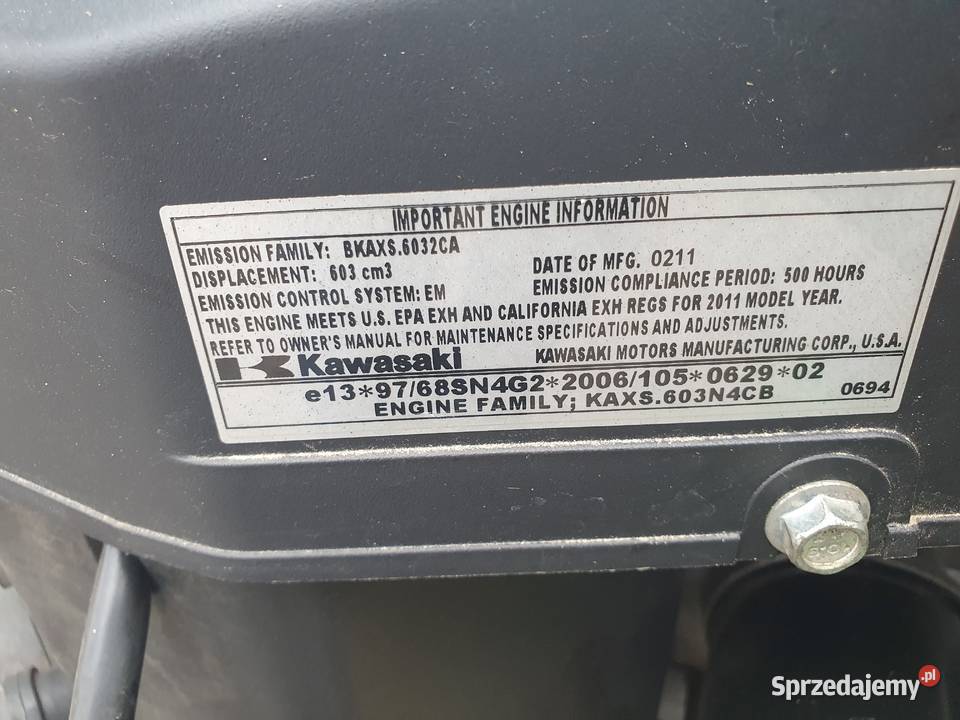 IMPORTANT ENGINE INFORMATION
EMISSION FAMILY: BKAXS.6032CA
DISPLACEMENT: 603 cm3 DATE OF MFG. 0211
EMISSION CONTROL SYSTEM: EM EMISSION COMPLIANCE PERIOD: 500 HOURS
THIS ENGINE MEETS U.S. EPA EXH AND CALIFORNIA EXH REGS FOR 2011 MODEL YEAR.
REFER TO OWNER'S MANUAL FOR MAINTENANCE SPECIFICATIONS AND ADJUSTMENTS.
Kawasaki KAWASAKI MOTORS MANUFACTURING CORP., U.S.A.
e13*97/68SN4G2*2006/105*0629*02
ENGINE FAMILY; KAXS.603N4CB 0694
Sprzedajemy.pl